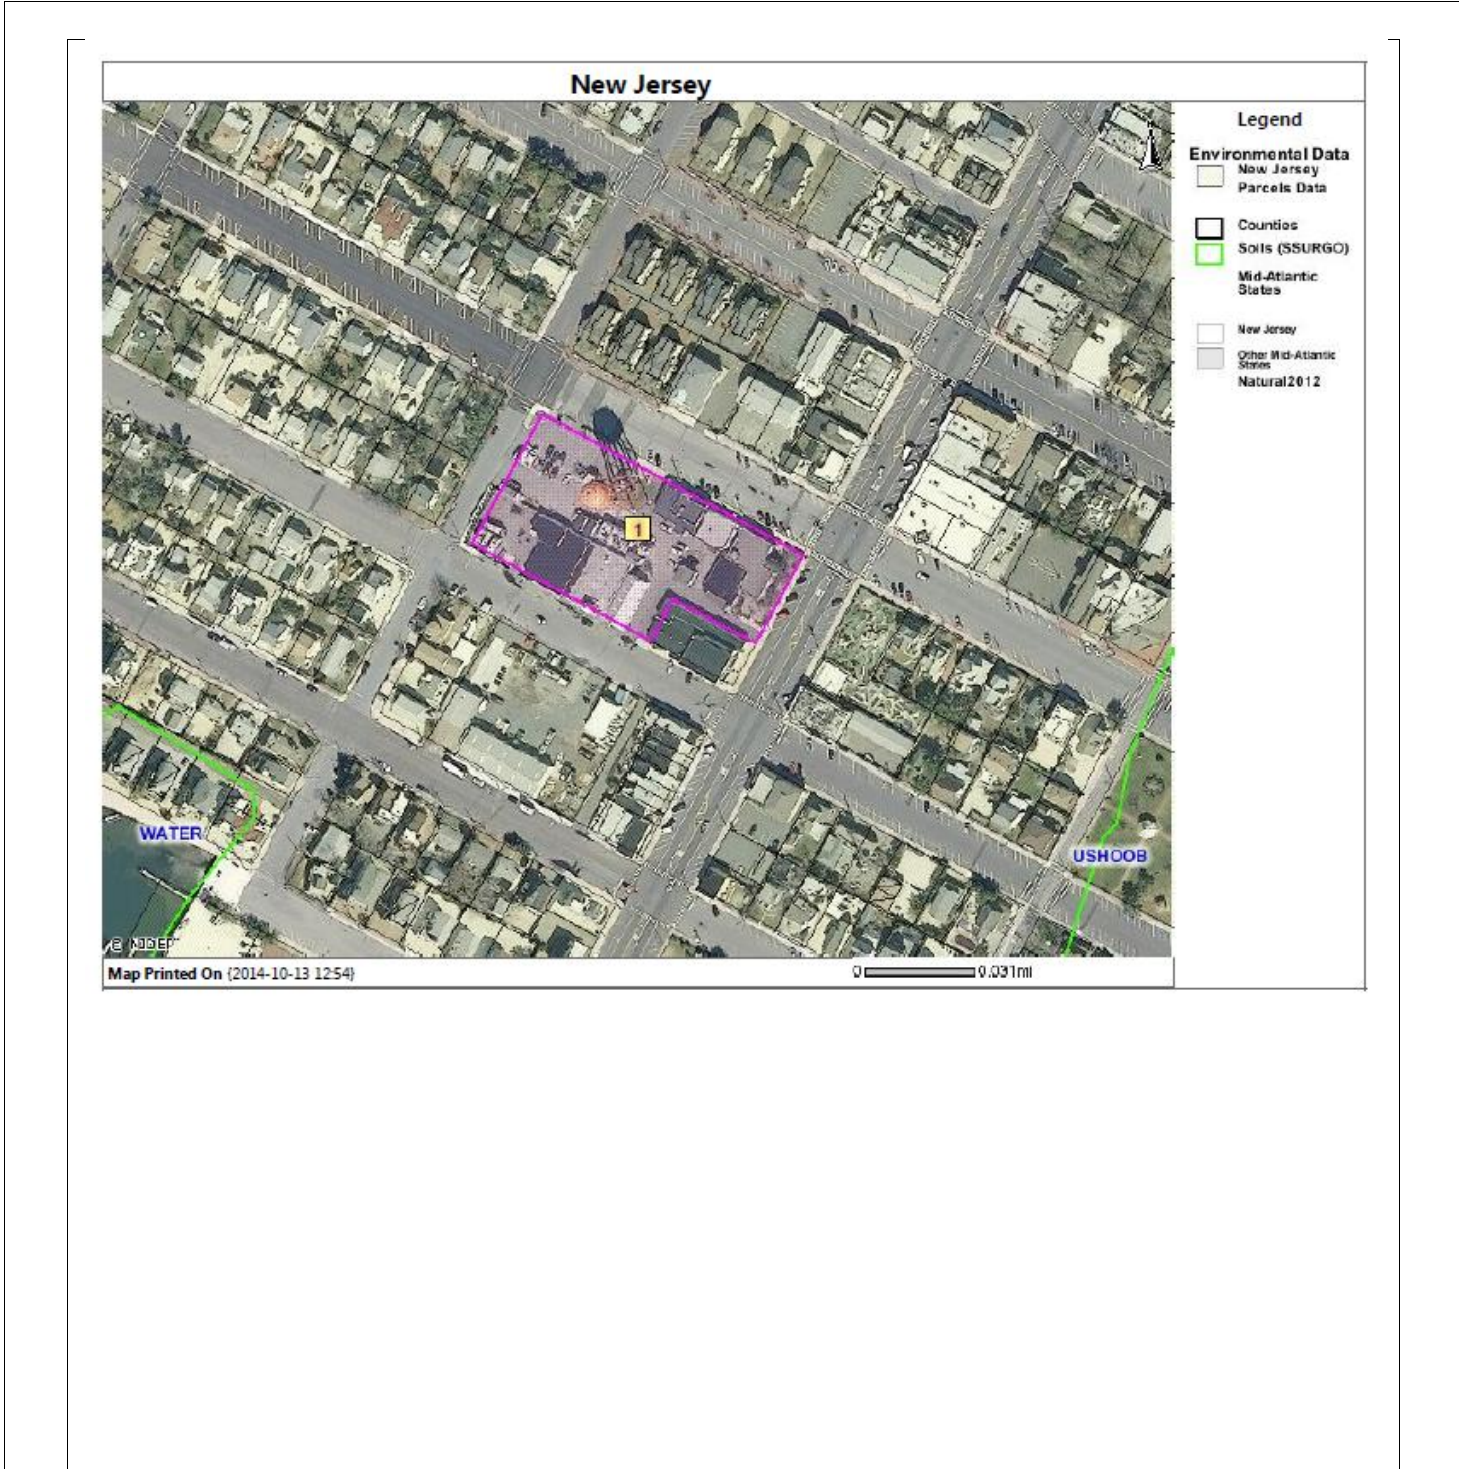 New Jersey
Legend
Environmental Data
New Jersey
Parcels Data
Counties
Soils (SSURGO)
Mid-Atlantic
States
New Jersey
Other Mid-Atlantic
States
Natural2012
1
WATER
USHOOB
© NJDEP
Map Printed On {2014-10-13 12:54}
0
0.031mi